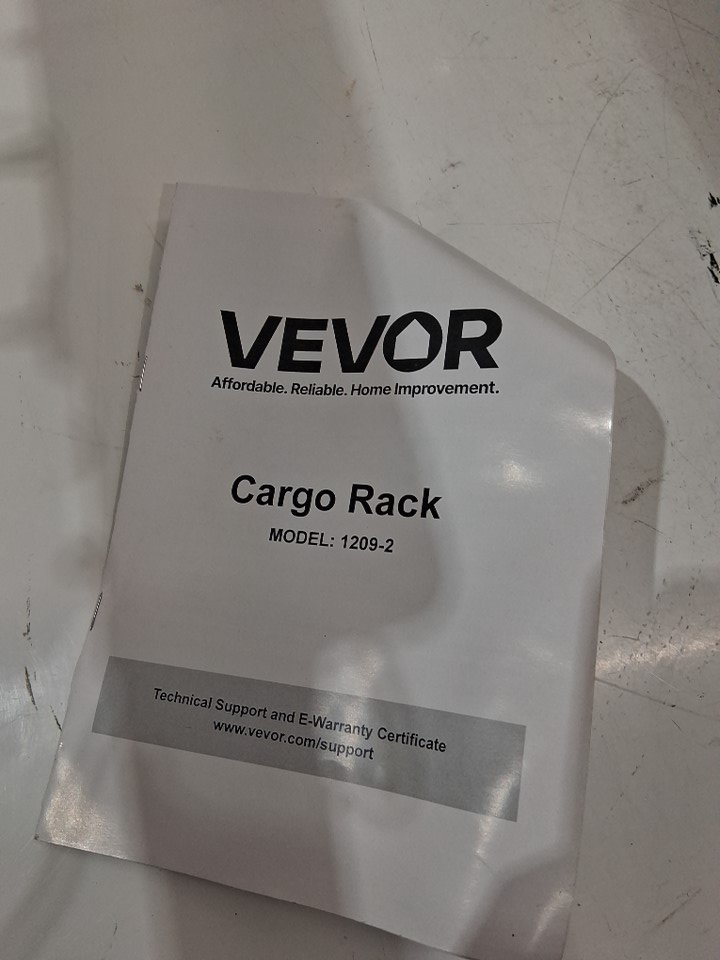 VEVOR
Affordable. Reliable. Home Improvement.
Cargo Rack
MODEL: 1209-2
Technical Support and E-Warranty Certificate
www.vevor.com/support